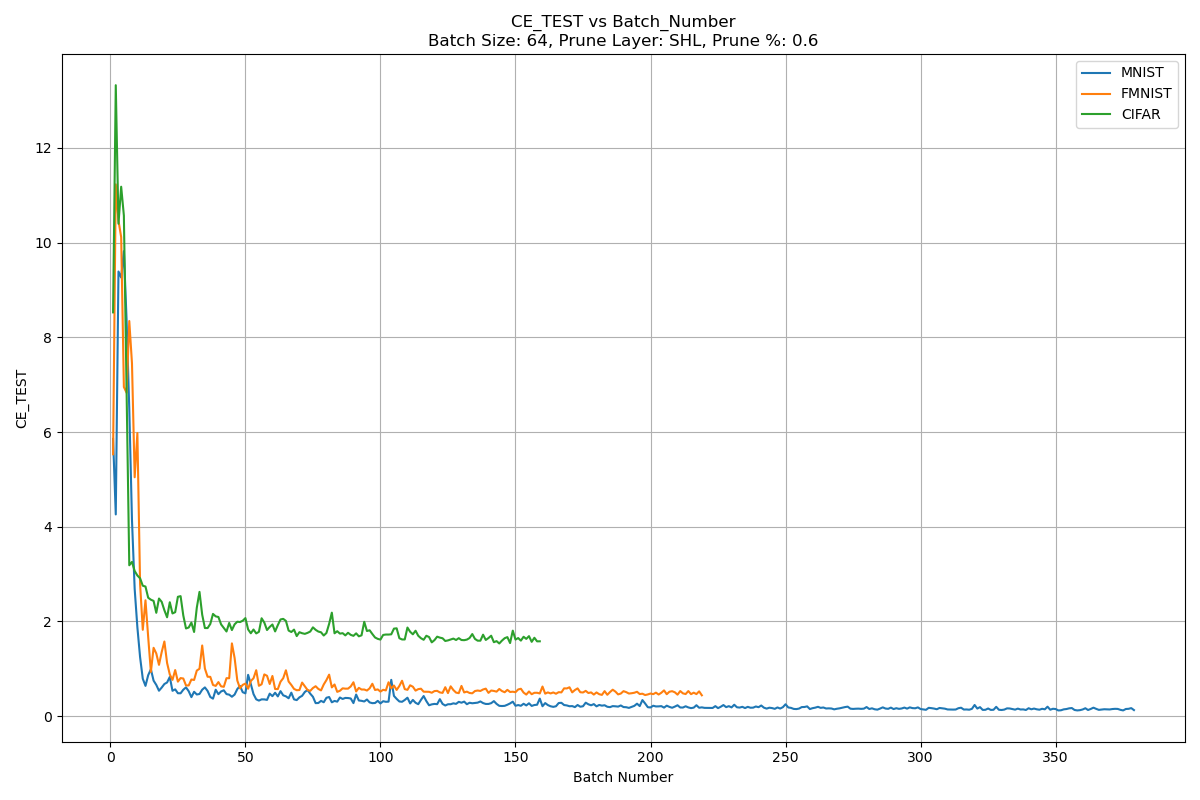 CE_TEST vs Batch_Number
Batch Size: 64, Prune Layer: SHL, Prune %: 0.6
MNIST
FMNIST
CIFAR
CE_TEST
12
10
8
6
4
2
0
0 50 100 150 200 250 300 350
Batch Number